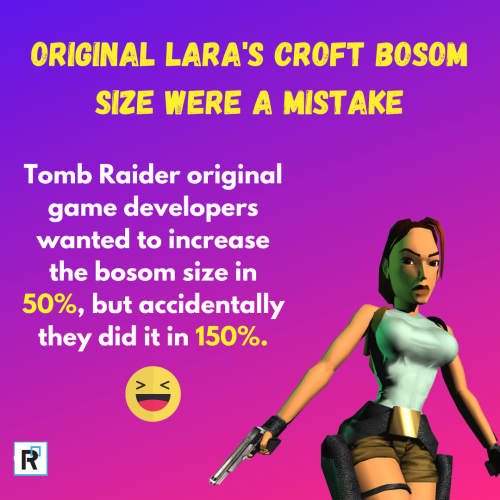 ORIGINAL LARA'S CROFT BOSOM
SIZE WERE A MISTAKE
Tomb Raider original
game developers
wanted to increase
the bosom size in
50%, but accidentally
they did it in 150%.
R